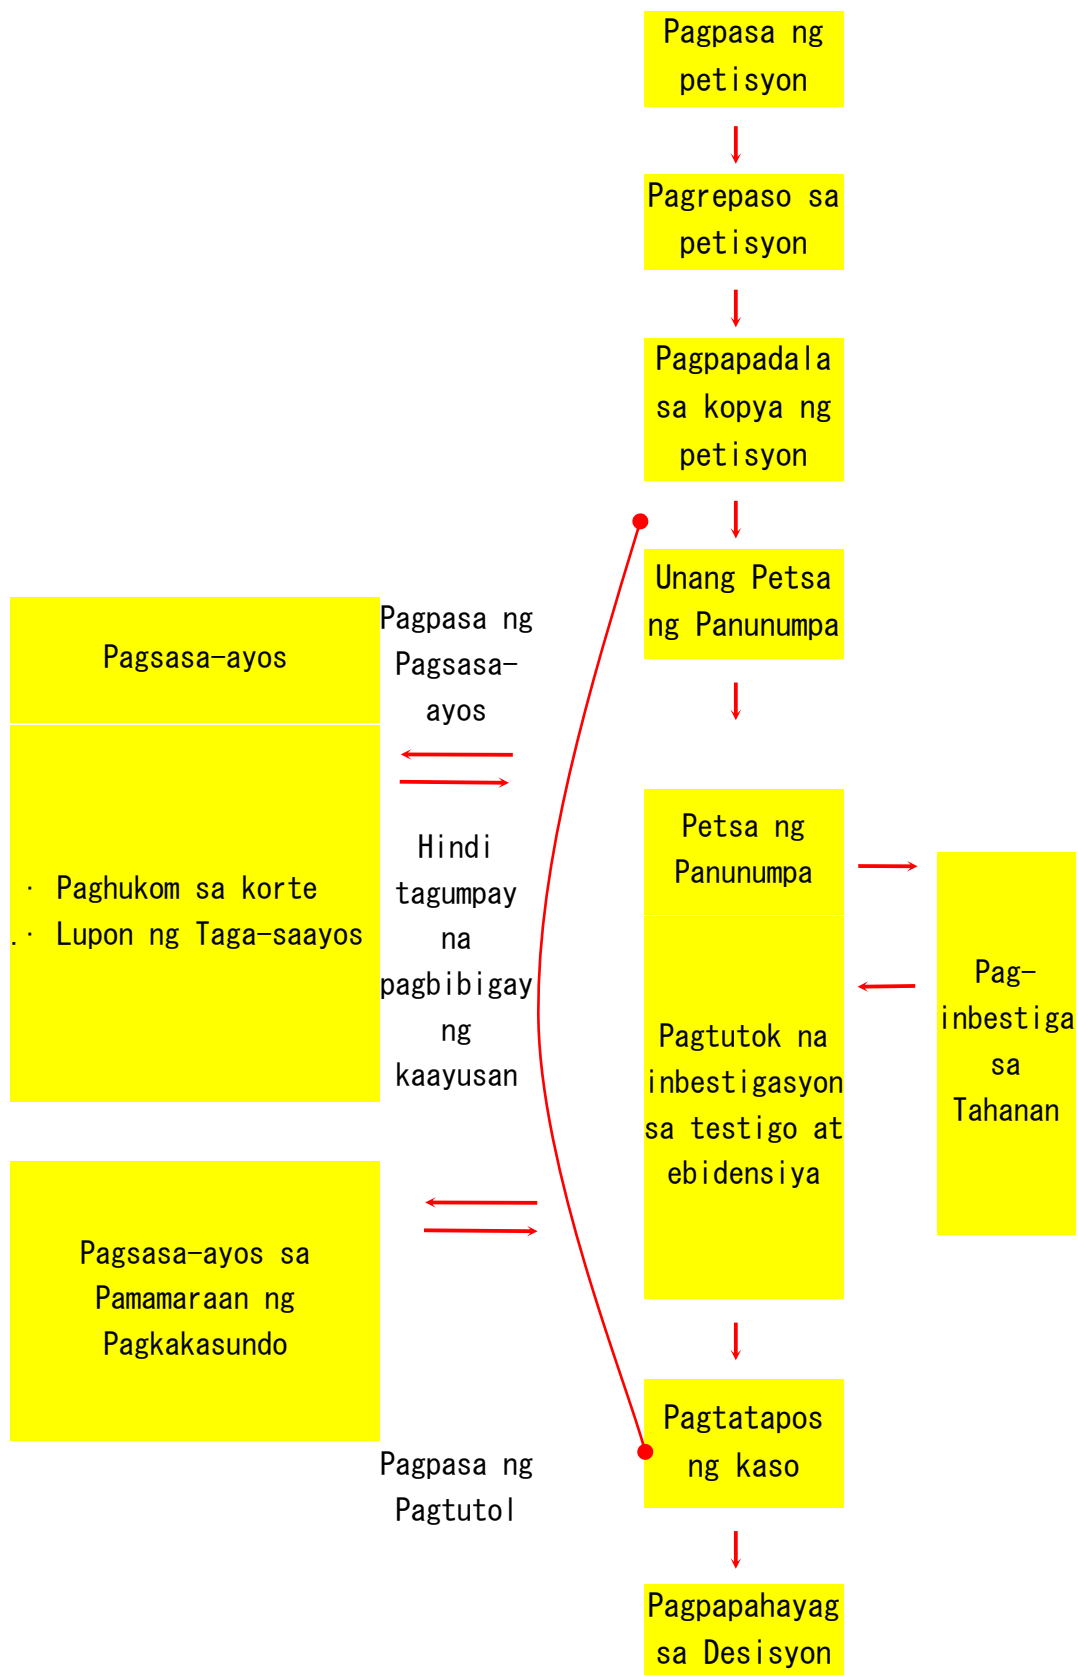 Pagpasa ng
petisyon
Pagrepaso sa
petisyon
Pagpapadala
sa kopya ng
petisyon
Unang Petsa
ng Panunumpa
Pagsasa-ayos
Pagpasa ng
Pagsasa-
ayos
· Paghukom sa korte
.· Lupon ng Taga-saayos
Hindi
tagumpay
na
pagbibigay
ng
kaayusan
Petsa ng
Panunumpa
Pagtutok na
inbestigasyon
sa testigo at
ebidensiya
Pag-
inbestiga
sa
Tahanan
Pagsasa-ayos sa
Pamamaraan ng
Pagkakasundo
Pagpasa ng
Pagtutol
Pagtatapos
ng kaso
Pagpapahayag
sa Desisyon